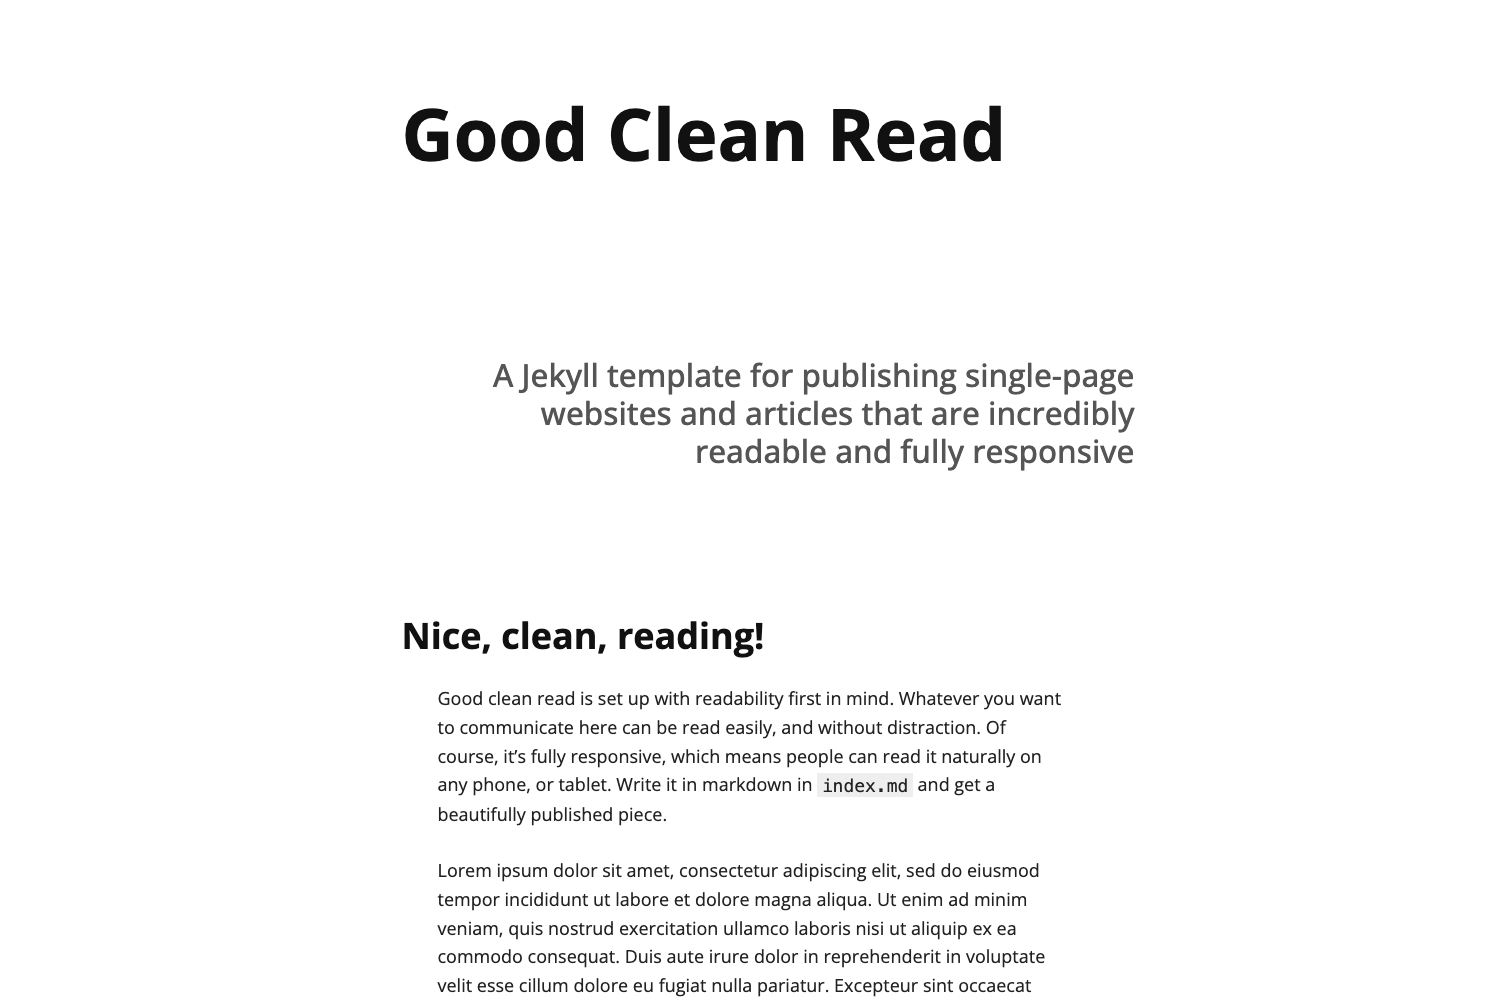 Good Clean Read
A Jekyll template for publishing single-page
websites and articles that are incredibly
readable and fully responsive
Nice, clean, reading!
Good clean read is set up with readability first in mind. Whatever you want
to communicate here can be read easily, and without distraction. Of
course, it’s fully responsive, which means people can read it naturally on
any phone, or tablet. Write it in markdown in index.md and get a
beautifully published piece.
Lorem ipsum dolor sit amet, consectetur adipiscing elit, sed do eiusmod
tempor incididunt ut labore et dolore magna aliqua. Ut enim ad minim
veniam, quis nostrud exercitation ullamco laboris nisi ut aliquip ex ea
commodo consequat. Duis aute irure dolor in reprehenderit in voluptate
velit esse cillum dolore eu fugiat nulla pariatur. Excepteur sint occaecat